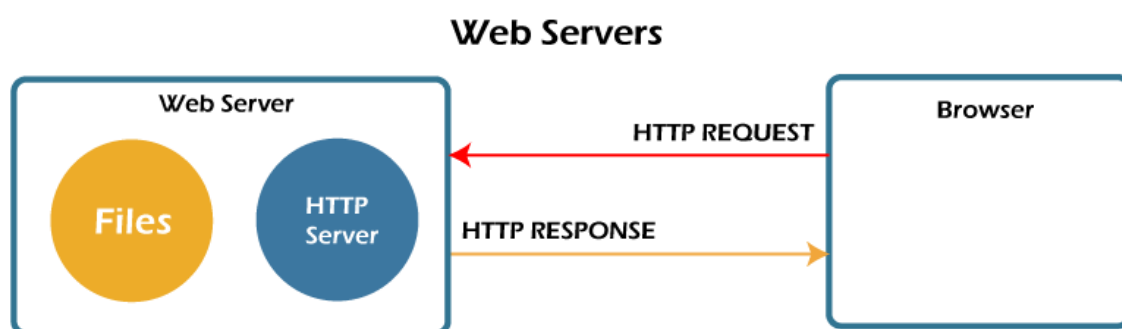 Web Servers
Web Server
Files
HTTP
Server
HTTP REQUEST
HTTP RESPONSE
Browser